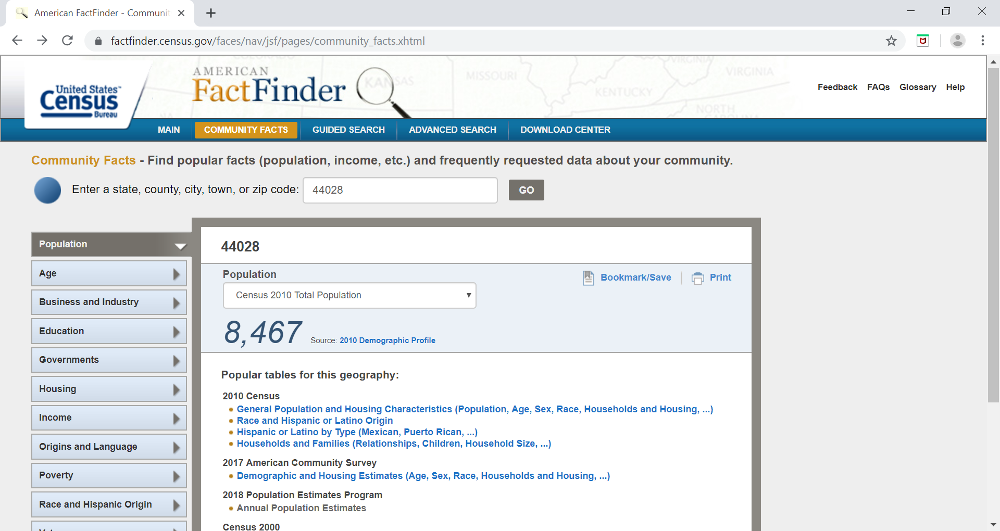 American FactFinder - Communit
factfinder.census.gov/faces/nav/jsf/pages/community_facts.xhtml
COLORADO
VIRGINIA
AMERICAN
FactFinder
KANSAS
MISSOURI
VIRGINIA
KENTUCKY
NORTH
CAROLINA
United States™
Census
Bureau
Feedback FAQs Glossary Help
MAIN COMMUNITY FACTS GUIDED SEARCH ADVANCED SEARCH DOWNLOAD CENTER
Community Facts - Find popular facts (population, income, etc.) and frequently requested data about your community.
Enter a state, county, city, town, or zip code: 44028 GO
Population
Age
Business and Industry
Education
Governments
Housing
Income
Origins and Language
Poverty
Race and Hispanic Origin
44028
Population
Bookmark/Save Print
Census 2010 Total Population
8,467 Source: 2010 Demographic Profile
Popular tables for this geography:
2010 Census
General Population and Housing Characteristics (Population, Age, Sex, Race, Households and Housing, ...)
Race and Hispanic or Latino Origin
Hispanic or Latino by Type (Mexican, Puerto Rican, ...)
Households and Families (Relationships, Children, Household Size, ...)
2017 American Community Survey
Demographic and Housing Estimates (Age, Sex, Race, Households and Housing, ...)
2018 Population Estimates Program
Annual Population Estimates
Census 2000